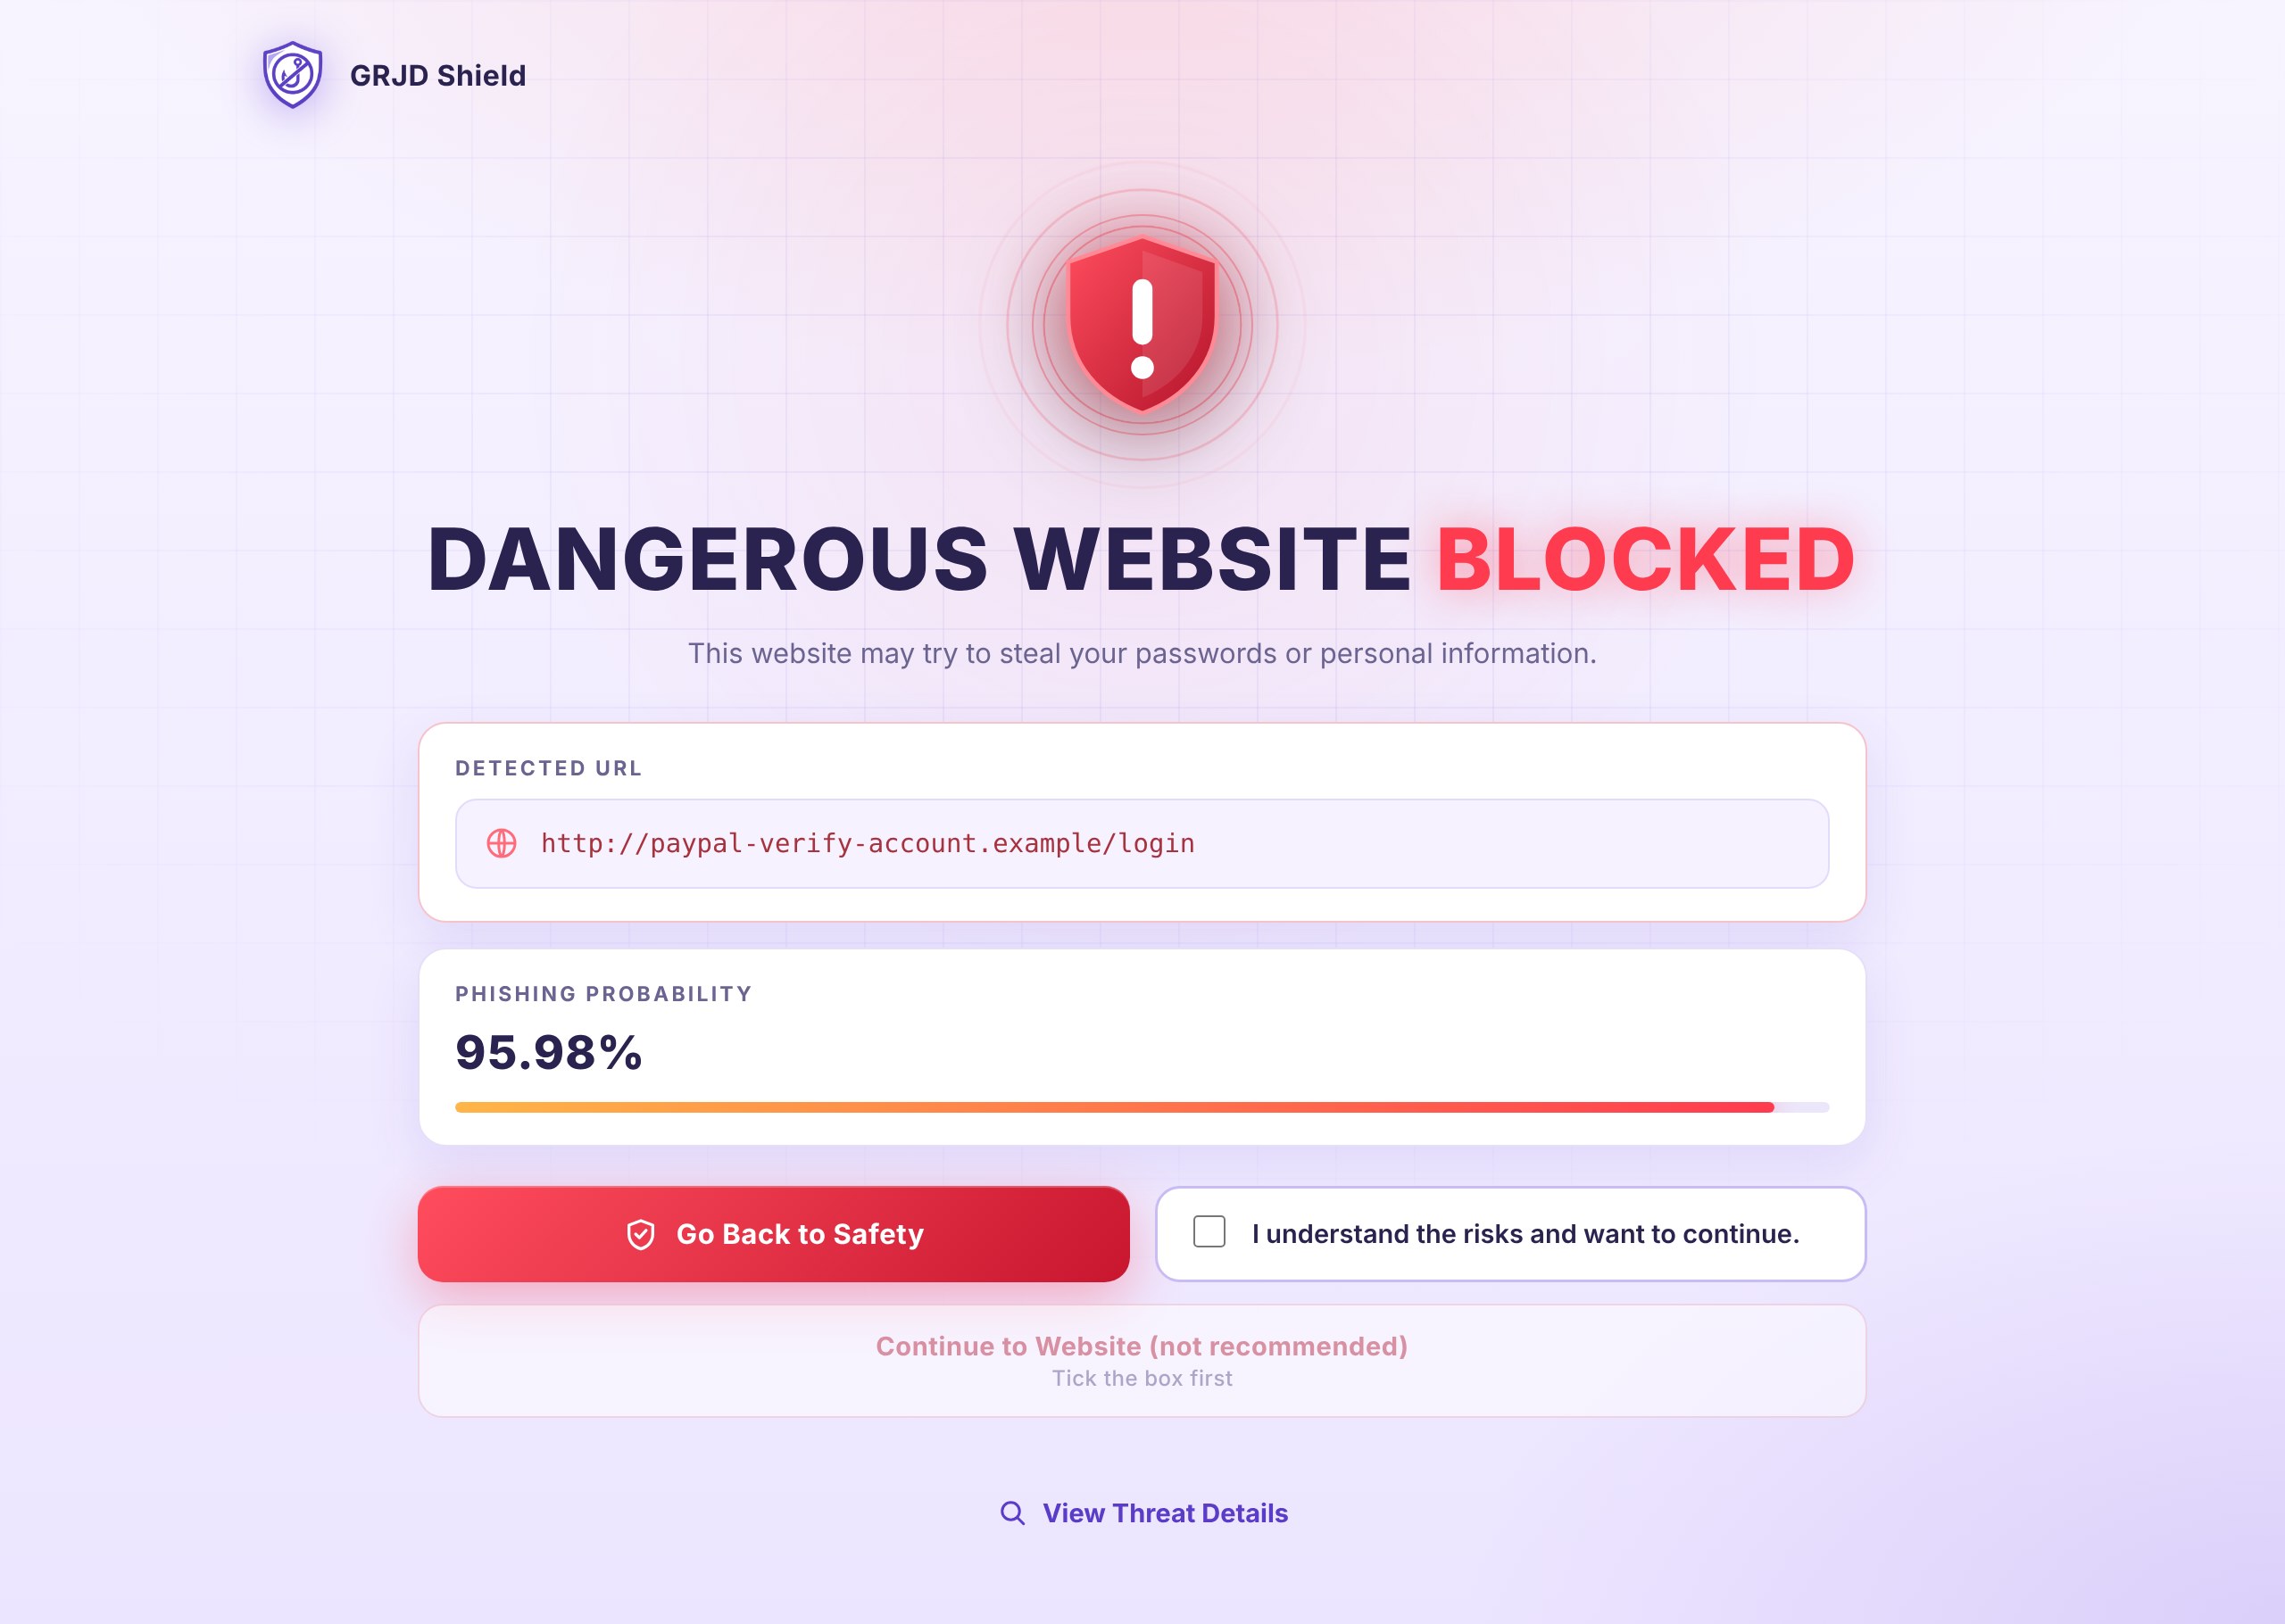 GRJD Shield
DANGEROUS WEBSITE BLOCKED
This website may try to steal your passwords or personal information.
DETECTED URL
http://paypal-verify-account.example/login
PHISHING PROBABILITY
95.98%
Go Back to Safety
I understand the risks and want to continue.
Continue to Website (not recommended)
Tick the box first
View Threat Details